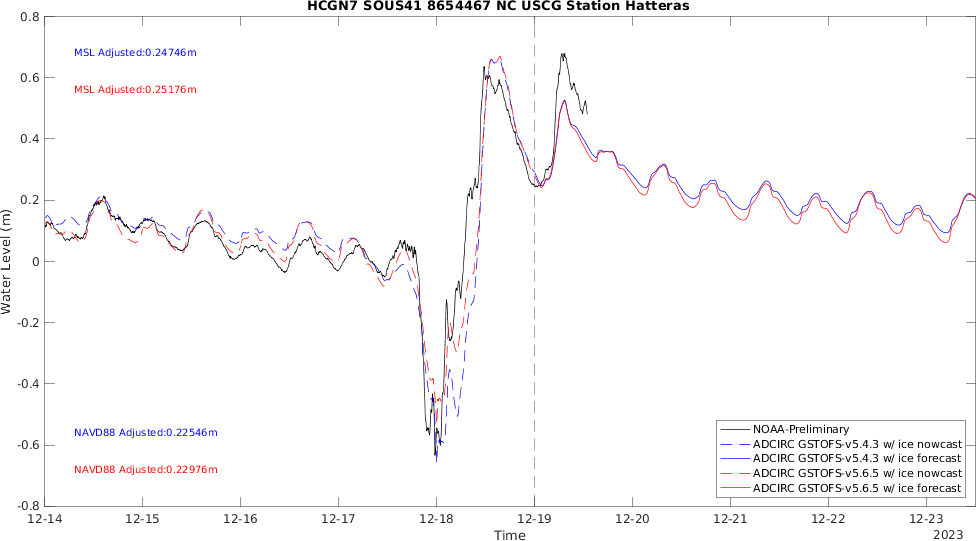 HCGN7 SOUS41 8654467 NC USCG Station Hatteras
0.8
MSL Adjusted:0.24746m
0.6
MSL Adjusted:0.25176m
0.4
0.2
0
-0.2
-0.4
-0.6
-0.8
Water Level (m)
NAVD88 Adjusted:0.22546m
NAVD88 Adjusted:0.22976m
NOAA-Preliminary
ADCIRC GSTOFS-v5.4.3 w/ ice nowcast
ADCIRC GSTOFS-v5.4.3 w/ ice forecast
ADCIRC GSTOFS-v5.6.5 w/ ice nowcast
ADCIRC GSTOFS-v5.6.5 w/ ice forecast
12-14 12-15 12-16 12-17 12-18 12-19 12-20 12-21 12-22 12-23
Time
2023